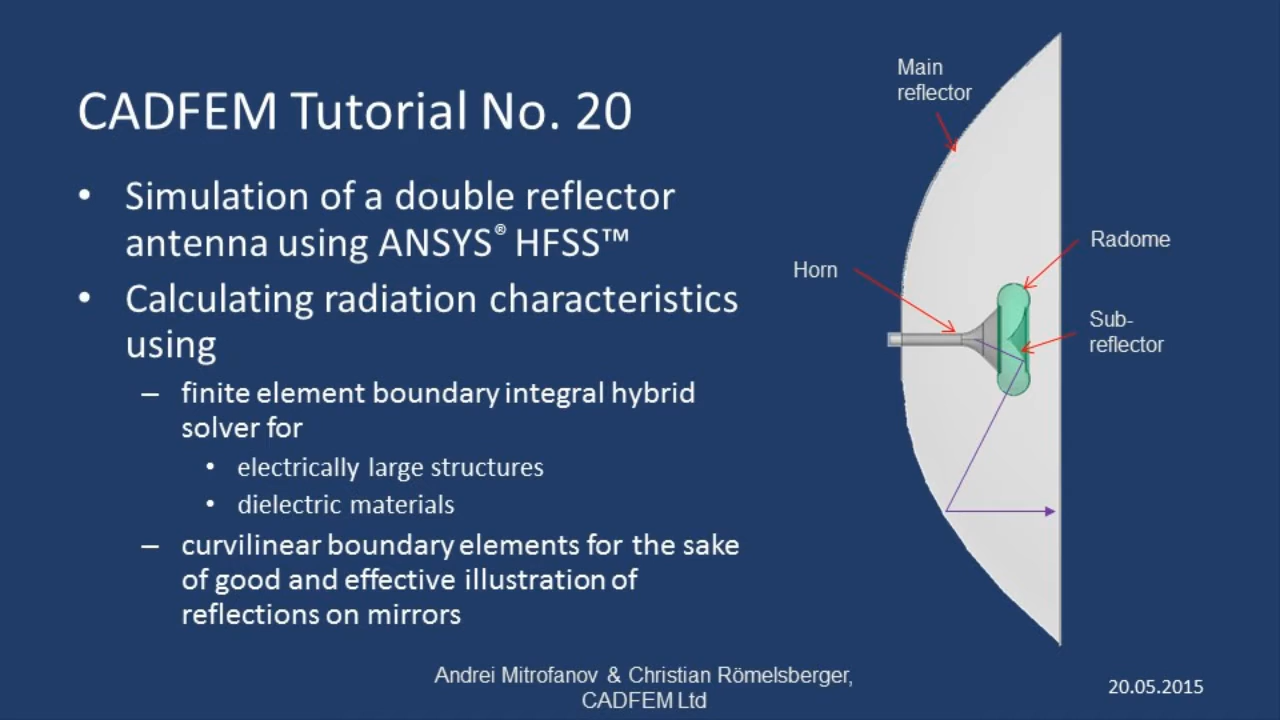 CADFEM Tutorial No. 20
• Simulation of a double reflector
antenna using ANSYS® HFSS™
• Calculating radiation characteristics
using
– finite element boundary integral hybrid
solver for
• electrically large structures
• dielectric materials
– curvilinear boundary elements for the sake
of good and effective illustration of
reflections on mirrors
Main
reflector
Radome
Horn
Sub-
reflector
Andrei Mitrofanov & Christian Römelsberger,
CADFEM Ltd
20.05.2015